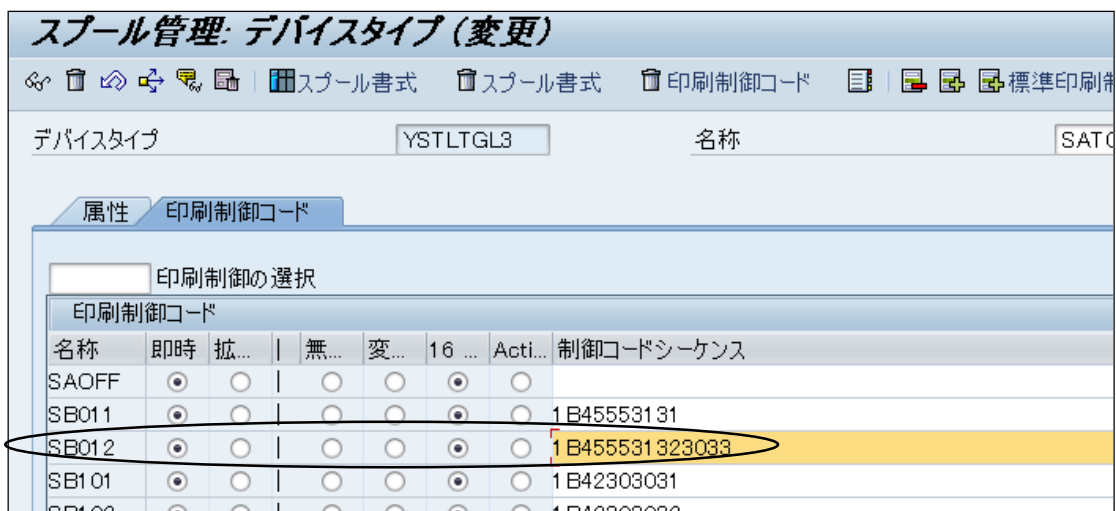 スプール管理: デバイスタイプ (変更)
スプール書式 スプール書式 印刷制御コード 標準印刷制
デバイスタイプ YSTLTGL3 名称 SATO
属性 印刷制御コード
印刷制御の選択
印刷制御コード
名称 即時 拡... | 無... 変... 16 ... Acti... 制御コードシーケンス
SAOFF |
SB011 | 1B45553131
SB012 | 1B455531323033
SB101 | 1B42303031